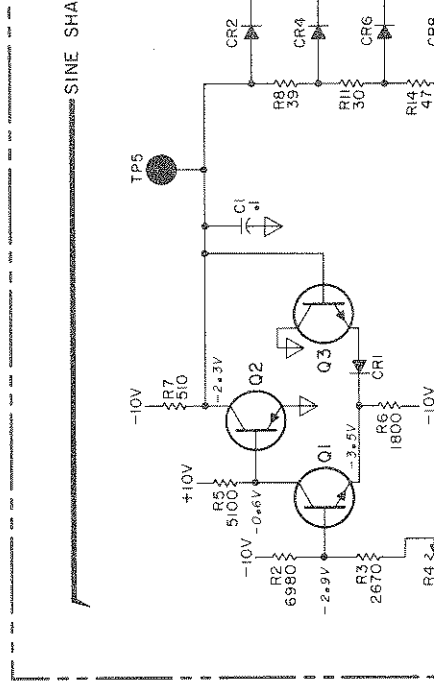 SINE SHA
TP5
CR2
CR4
CR6
CR8
R8
39
R11
30
R14
47
C1
.1
-10V
R7
510
-2.3V
Q2
Q3
CR1
+10V
R5
5100
-0.6V
Q1
-3.5V
R6
1800
-10V
-10V
R2
6980
-2.9V
R3
2670
R4